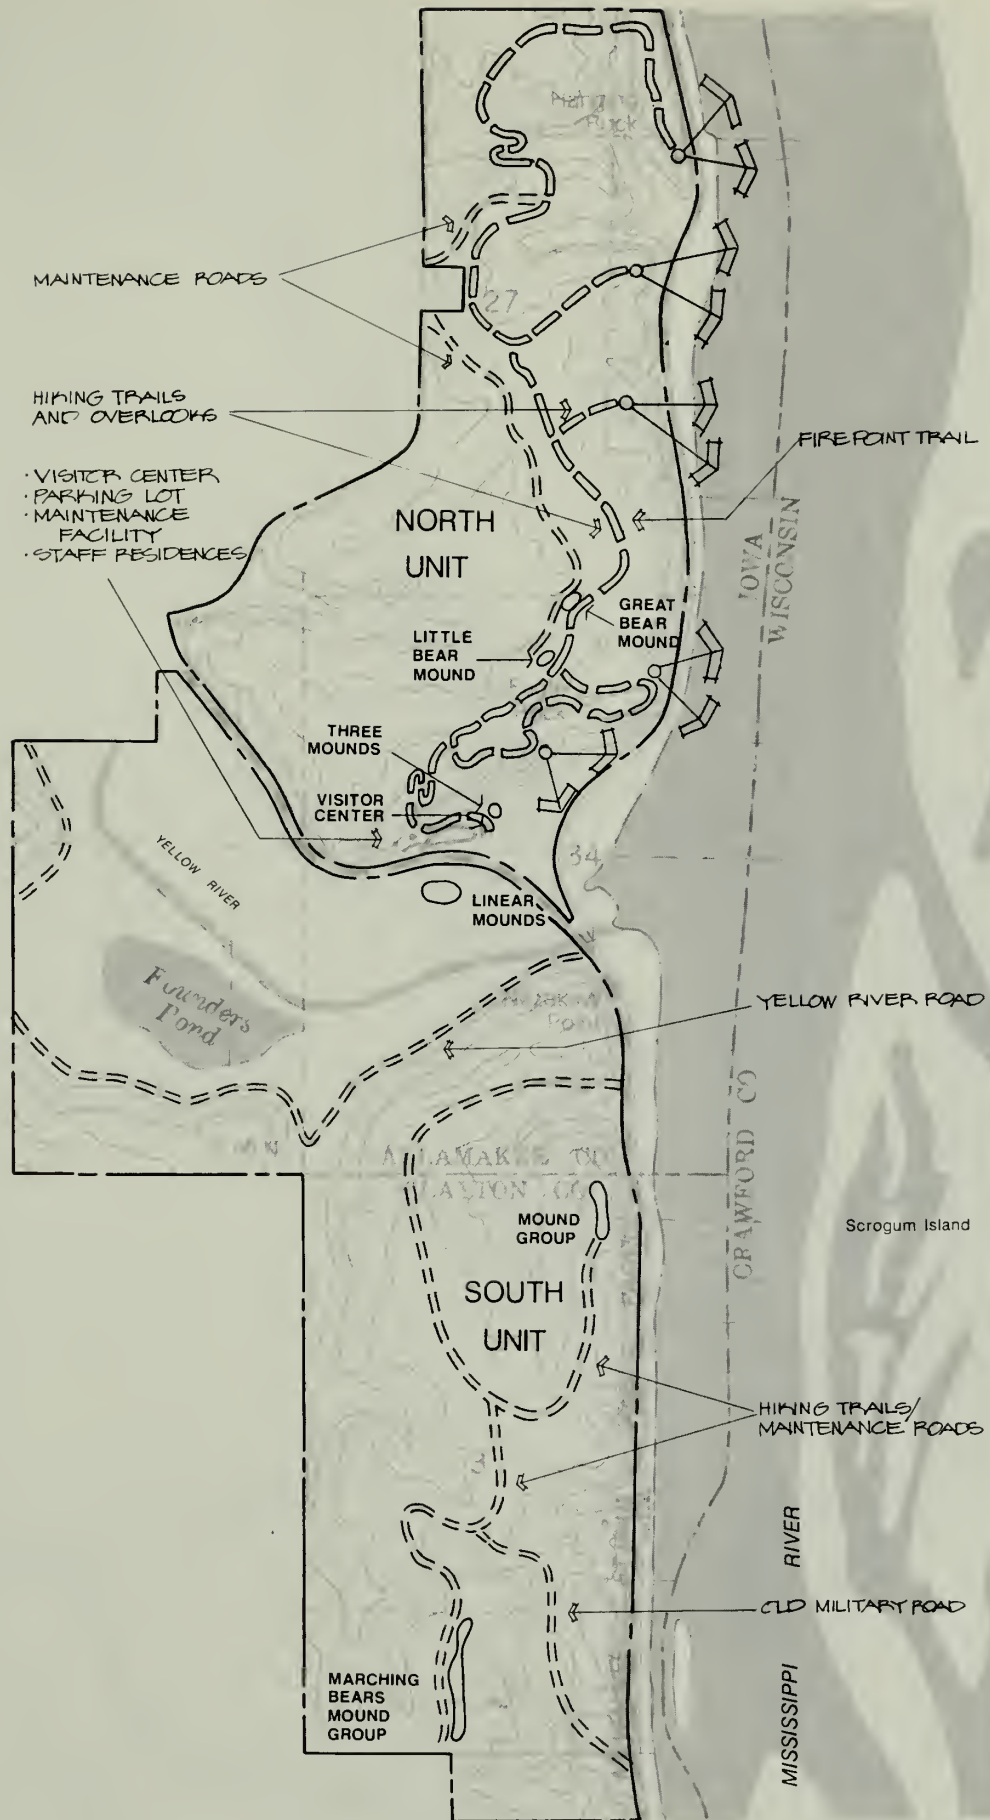 MAINTENANCE ROADS
27
HIKING TRAILS
AND OVERLOOKS
FIRE POINT TRAIL
· VISITOR CENTER
· PARKING LOT
· MAINTENANCE
FACILITY
· STAFF RESIDENCES
NORTH
UNIT
IOWA
WISCONSIN
GREAT
BEAR
MOUND
LITTLE
BEAR
MOUND
THREE
MOUNDS
VISITOR
CENTER
34
YELLOW RIVER
LINEAR
MOUNDS
Founders
Pond
YELLOW RIVER ROAD
CRAWFORD CO
MOUND
GROUP
Scrogum Island
SOUTH
UNIT
HIKING TRAILS/
MAINTENANCE ROADS
OLD MILITARY ROAD
MARCHING
BEARS
MOUND
GROUP
MISSISSIPPI RIVER